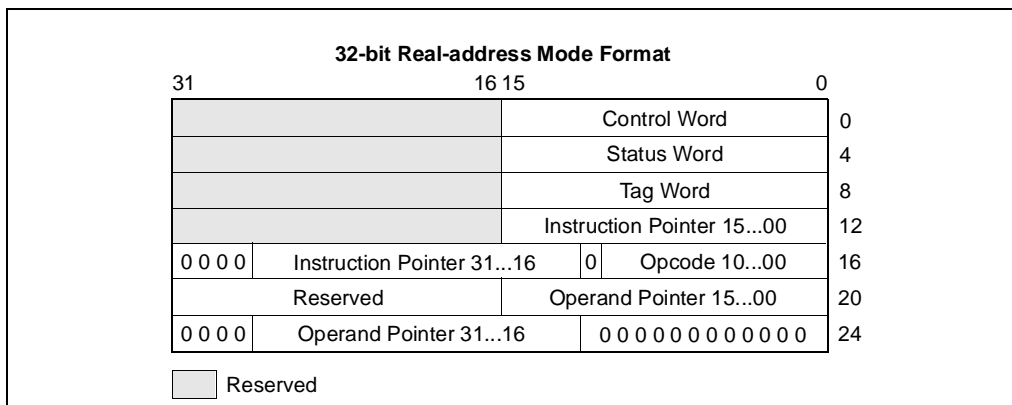 32-bit Real-address Mode Format
31 16 15 0
Control Word 0
Status Word 4
Tag Word 8
Instruction Pointer 15...00 12
0 0 0 0 Instruction Pointer 31...16 0 Opcode 10...00 16
Reserved Operand Pointer 15...00 20
0 0 0 0 Operand Pointer 31...16 0 0 0 0 0 0 0 0 0 0 0 0 24
Reserved